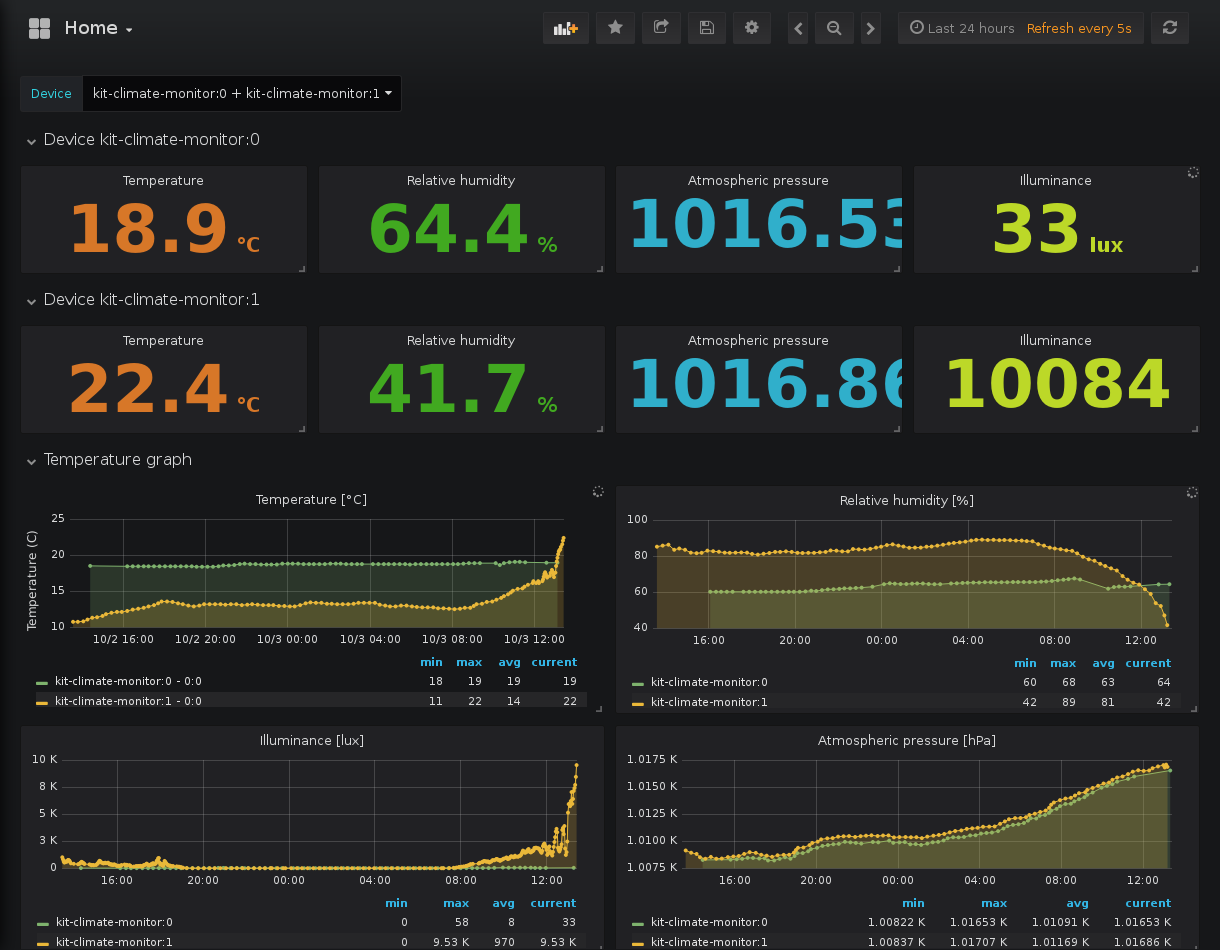 Home
Last 24 hours Refresh every 5s
Device kit-climate-monitor:0 + kit-climate-monitor:1
Device kit-climate-monitor:0
Temperature Relative humidity Atmospheric pressure Illuminance
18.9 °C 64.4 % 1016.53 33 lux
Device kit-climate-monitor:1
Temperature Relative humidity Atmospheric pressure Illuminance
22.4 °C 41.7 % 1016.86 10084
Temperature graph
Temperature [°C]
Temperature (C)
25
20
15
10
10/2 16:00 10/2 20:00 10/3 00:00 10/3 04:00 10/3 08:00 10/3 12:00
min max avg current
kit-climate-monitor:0 - 0:0 18 19 19 19
kit-climate-monitor:1 - 0:0 11 22 14 22
Relative humidity [%]
100
80
60
40
16:00 20:00 00:00 04:00 08:00 12:00
min max avg current
kit-climate-monitor:0 60 68 63 64
kit-climate-monitor:1 42 89 81 42
Illuminance [lux]
10 K
8 K
5 K
3 K
0
16:00 20:00 00:00 04:00 08:00 12:00
min max avg current
kit-climate-monitor:0 0 58 8 33
kit-climate-monitor:1 0 9.53 K 970 9.53 K
Atmospheric pressure [hPa]
1.0175 K
1.0150 K
1.0125 K
1.0100 K
1.0075 K
16:00 20:00 00:00 04:00 08:00 12:00
min max avg current
kit-climate-monitor:0 1.00822 K 1.01653 K 1.01091 K 1.01653 K
kit-climate-monitor:1 1.00837 K 1.01707 K 1.01169 K 1.01686 K